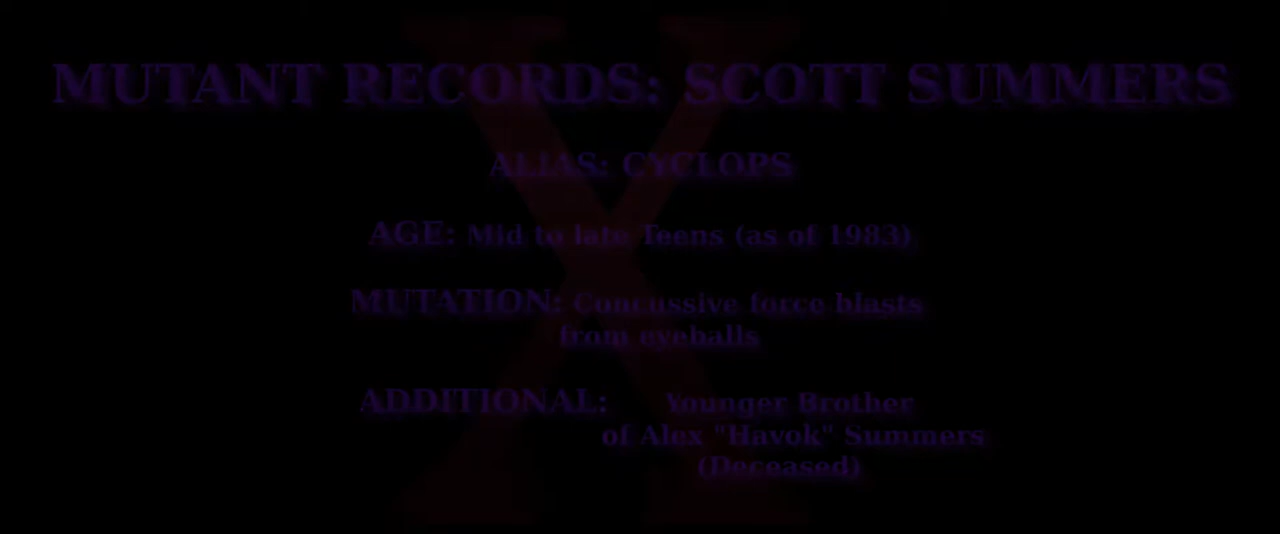 MUTANT RECORDS: SCOTT SUMMERS
ALIAS: CYCLOPS
AGE: Mid to late Teens (as of 1983)
MUTATION: Concussive force blasts
from eyeballs
ADDITIONAL: Younger Brother
of Alex "Havok" Summers
(Deceased)